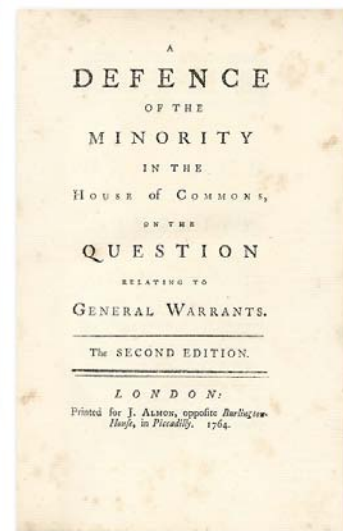 A
DEFENCE
OF THE
MINORITY
IN THE
HOUSE of COMMONS,
ON THE
QUESTION
RELATING TO
GENERAL WARRANTS.
The SECOND EDITION.
LONDON:
Printed for J. ALMON, opposite Burlington-
House, in Piccadilly. 1764.